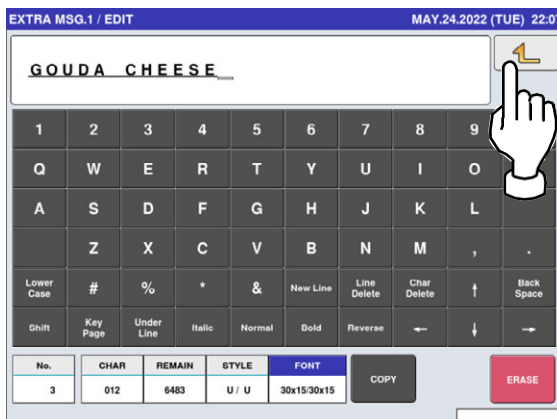 EXTRA MSG.1 / EDIT MAY.24.2022 (TUE) 22:07
GOUDA CHEESE_
1 2 3 4 5 6 7 8 9
Q W E R T Y U I O
A S D F G H J K L
Z X C V B N M , .
Lower Case # % * & New Line Line Delete Char Delete ↑ Back Space
Shift Key Page Under Line Italic Normal Bold Reverse ← ↓ →
No. CHAR REMAIN STYLE FONT COPY ERASE
3 012 6483 U / U 30x15/30x15